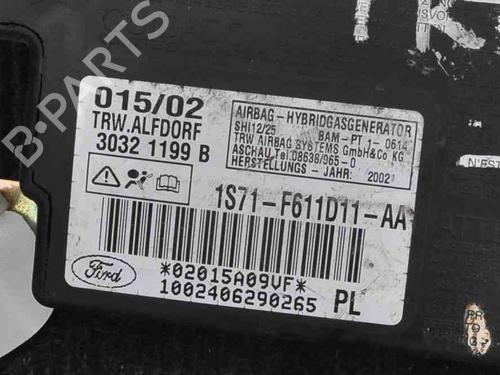 B-PARTS
015/02
TRW.ALFDORF
3032 1199 B
AIRBAG-HYBRIDGASGENERATOR
SHI12/25 BAM-PT 1-0614
TRW AIRBAG SYSTEMS GmbH&Co KG
ASCHAU Tel.08638/965-0
HERSTELLUNGS-JAHR: 2002
1S71-F611D11-AA
Ford
*02015A09VF*
1002406290265 PL
N'EST